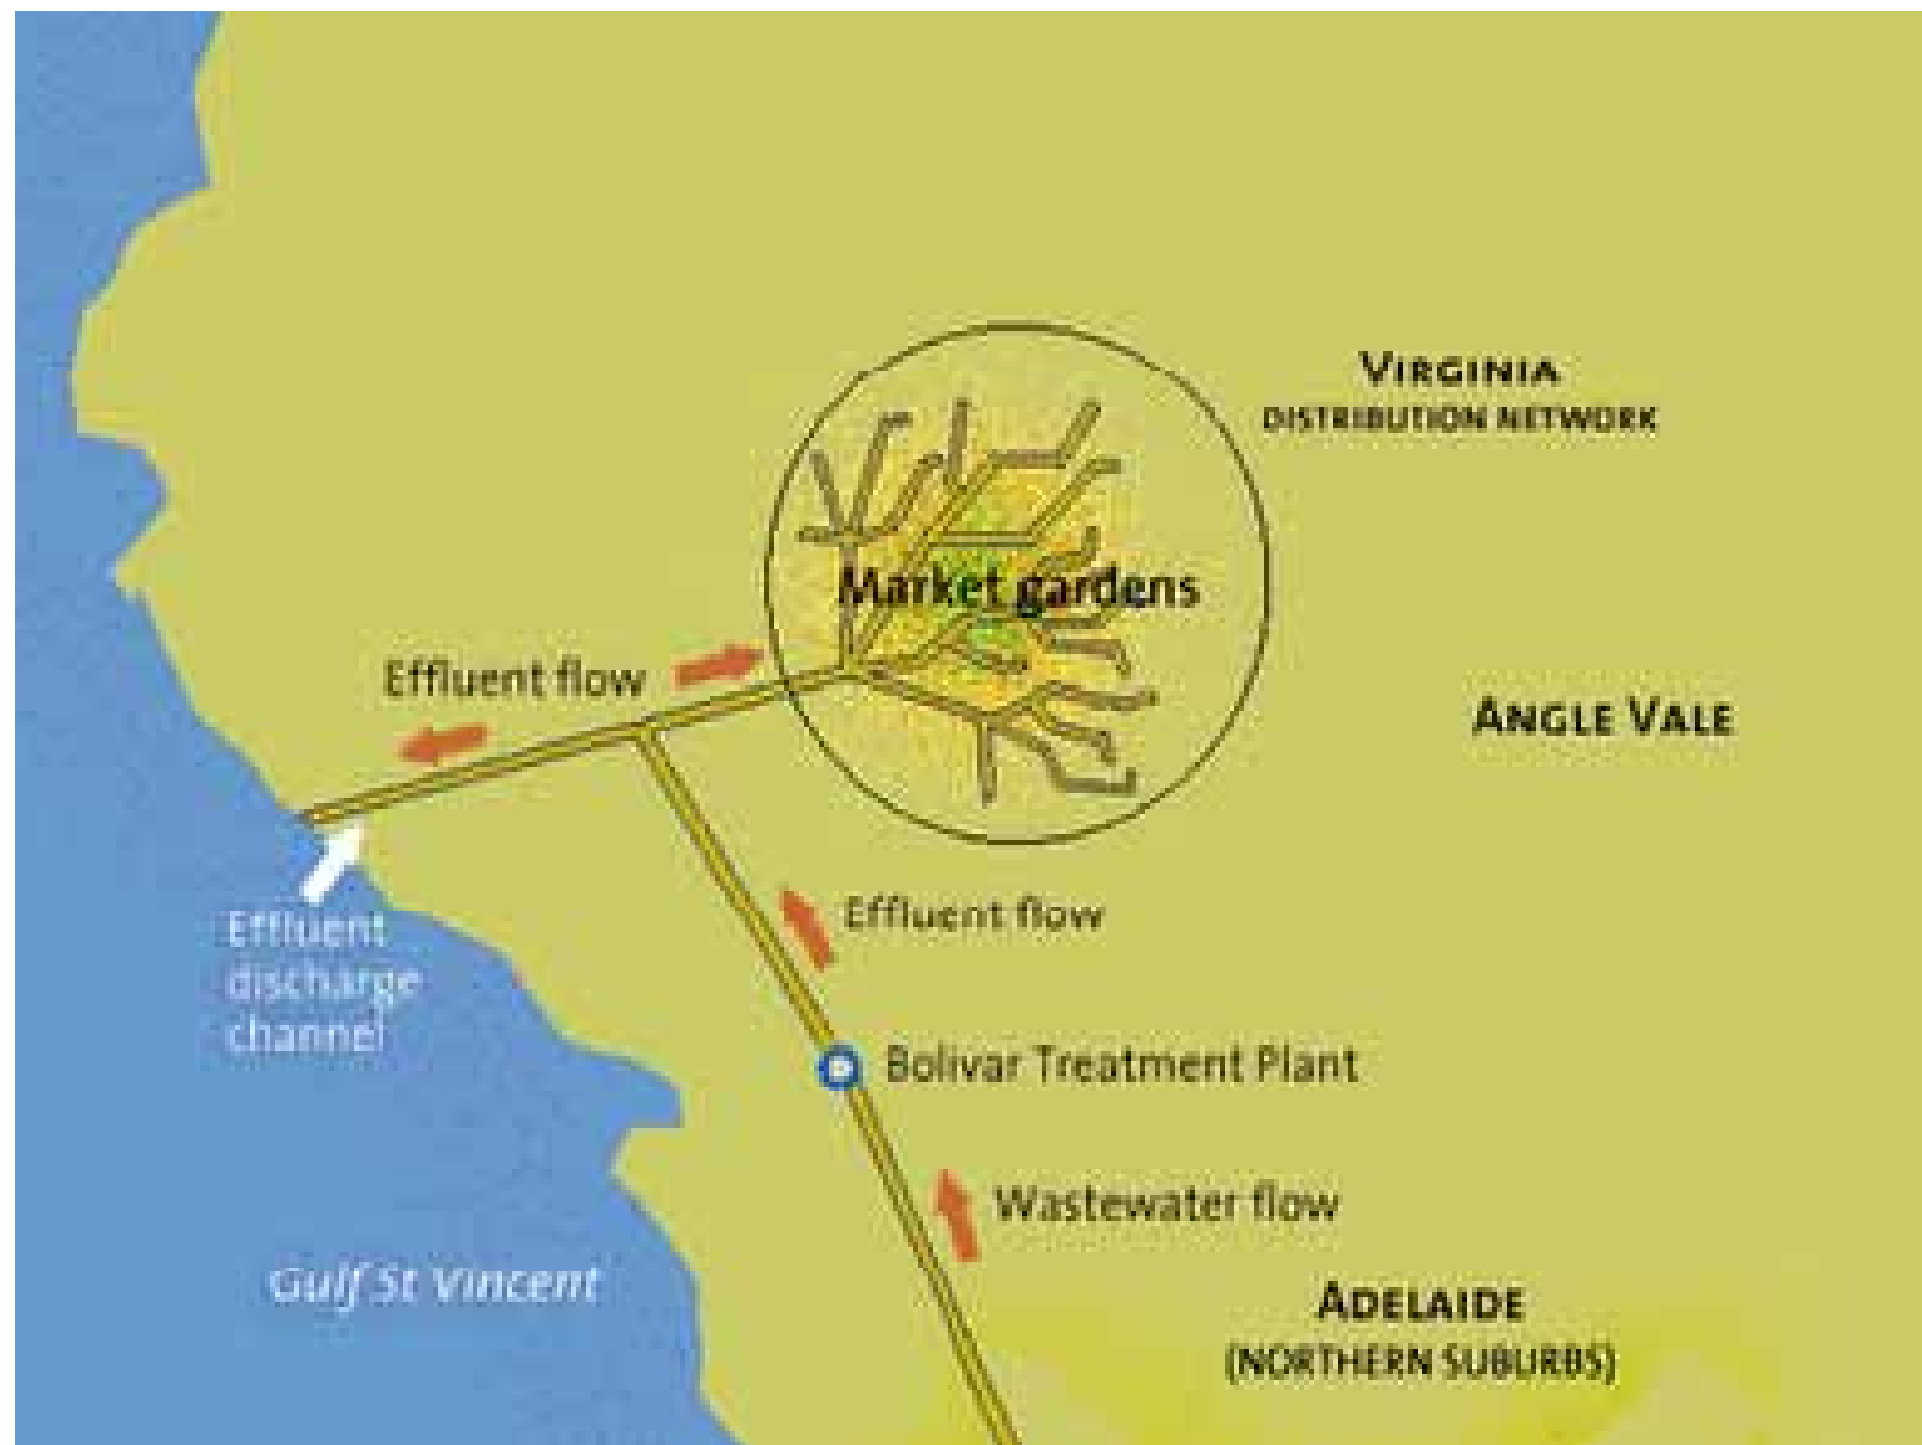 VIRGINIA
DISTRIBUTION NETWORK
Market gardens
Effluent flow
ANGLE VALE
Effluent flow
Effluent
discharge
channel
Bolivar Treatment Plant
Wastewater flow
Gulf St Vincent
ADELAIDE
(NORTHERN SUBURBS)